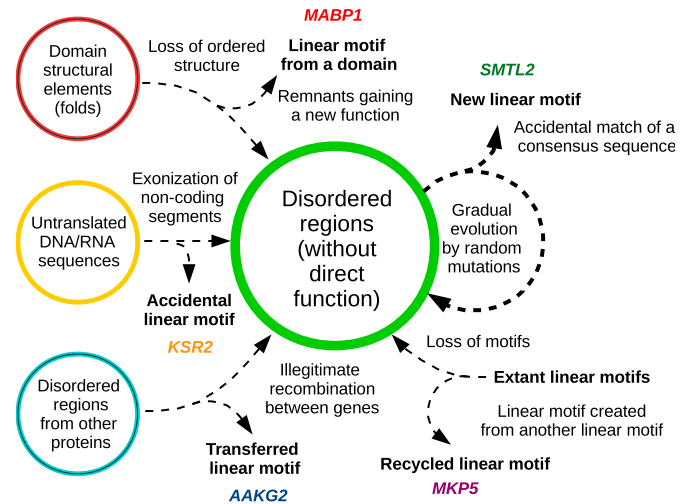 MABP1
Domain
structural
elements
(folds)
Loss of ordered
structure
Linear motif
from a domain
Remnants gaining
a new function
SMTL2
New linear motif
Accidental match of a
consensus sequence
Untranslated
DNA/RNA
sequences
Exonization of
non-coding
segments
Accidental
linear motif
KSR2
Disordered
regions
(without
direct
function)
Gradual
evolution
by random
mutations
Disordered
regions
from other
proteins
Illegitimate
recombination
between genes
Transferred
linear motif
AAKG2
Loss of motifs
Extant linear motifs
Linear motif created
from another linear motif
Recycled linear motif
MKP5